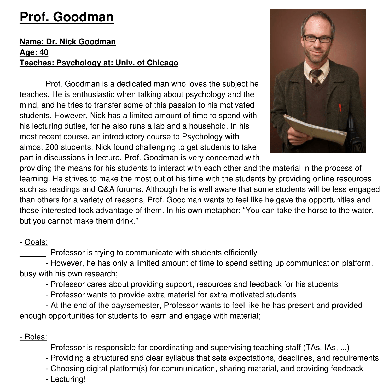 Prof. Goodman
Name: Dr. Nick Goodman
Age: 40
Teaches: Psychology at: Univ. of Chicago
Prof. Goodman is a dedicated man who loves the subject he
teaches. He is enthusiastic when talking about psychology and the
mind, and he tries to transfer some of this passion to his motivated
students. However, Nick has a limited amount of time to spend with
his lecturing duties, for he also runs a lab and a household. In his
most recent course, an introductory course to Psychology with
almost 200 students, Nick found challenging to get students to take
part in discussions in lecture. Prof. Goodman is very concerned with
providing the means for his students to interact with each other and the material in the process of
learning. He strives to make the most out of his time with the students by providing online resources
such as readings and Q&A forums. Although he is well aware that some students will be less engaged
than others for a variety of reasons, Prof. Goodman wants to feel like he gave the opportunities and
those interested took advantage of them. In his own metaphor: "You can take the horse to the water,
but you cannot make them drink."
- Goals:
- Professor is trying to communicate with students efficiently
- However, he has only a limited amount of time to spend setting up communication platform,
busy with his own research;
- Professor cares about providing support, resources and feedback for his students
- Professor wants to provide extra material for extra motivated students
- At the end of the day/semester, Professor wants to feel like he has present and provided
enough opportunities for students to learn and engage with material;
- Roles:
- Professor is responsible for coordinating and supervising teaching staff (TAs, IAs, ...)
- Providing a structured and clear syllabus that sets expectations, deadlines, and requirements
- Choosing digital platform(s) for communication, sharing material, and providing feedback
- Lecturing!